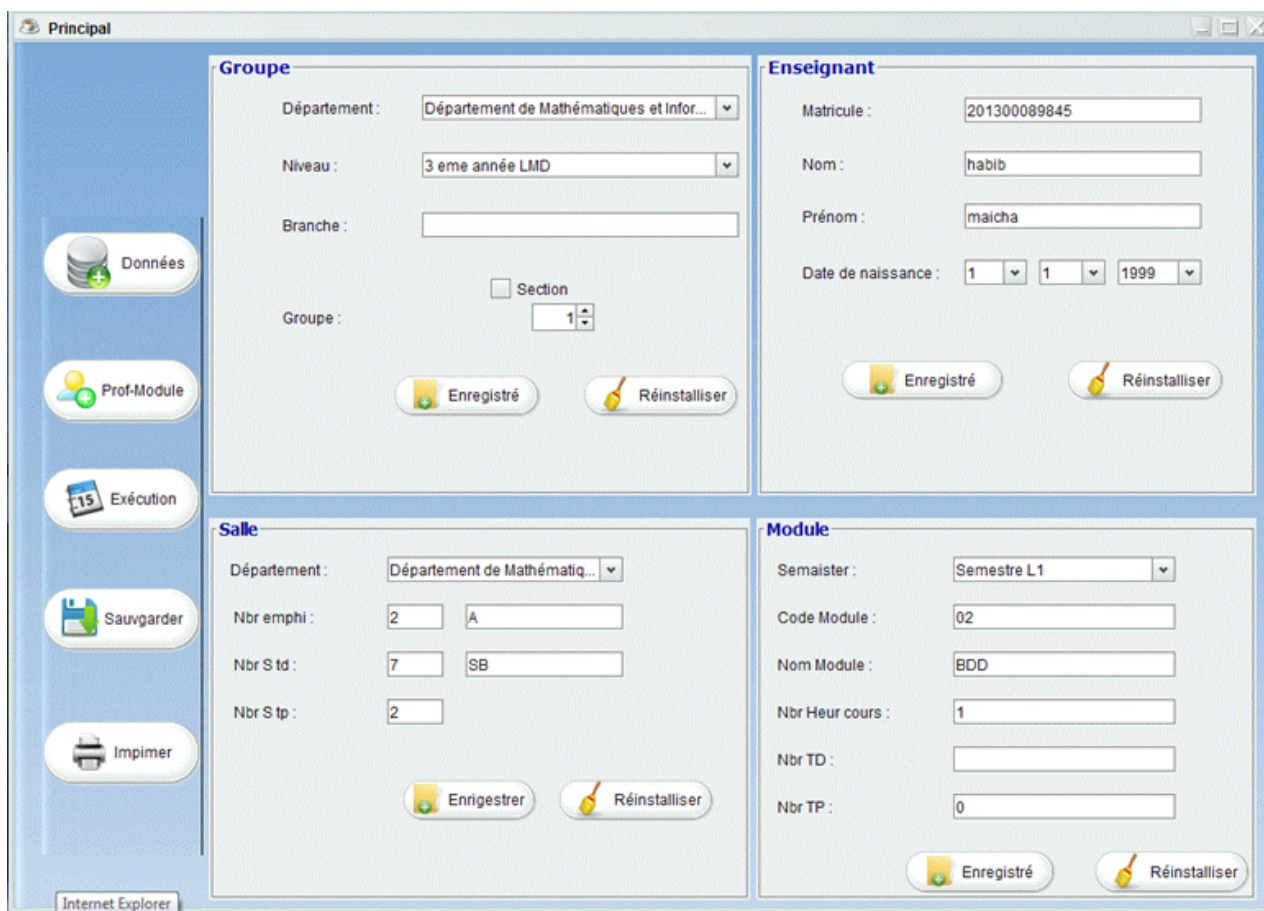 Principal
Données
Prof-Module
Exécution
Sauvgarder
Impimer
Internet Explorer
Groupe
Département :
Département de Mathématiques et Infor...
Niveau :
3 eme année LMD
Branche :
Section
Groupe :
1
Enregistré
Réinstalliser
Enseignant
Matricule :
201300089845
Nom :
habib
Prénom :
maicha
Date de naissance :
1
1
1999
Enregistré
Réinstalliser
Salle
Département :
Département de Mathématiq...
Nbr emphi :
2
A
Nbr S td :
7
SB
Nbr S tp :
2
Enrigestrer
Réinstalliser
Module
Semaister :
Semestre L1
Code Module :
02
Nom Module :
BDD
Nbr Heur cours :
1
Nbr TD :
Nbr TP :
0
Enregistré
Réinstalliser
15